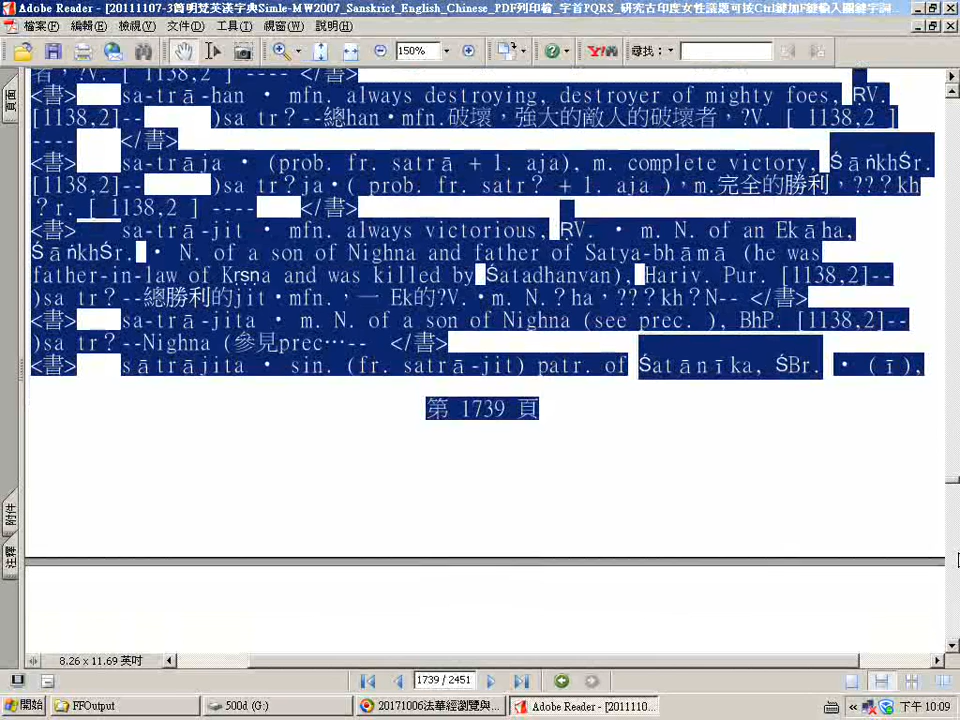 Adobe Reader - [20111107-3簡明梵英漢字典Simle-MW2007_Sanskrict_English_Chinese_PDF列印檔_字首PQRS_研究古印度女性議題可按Ctrl鍵加F鍵輸入關鍵字詞...
檔案(F) 編輯(E) 檢視(V) 文件(D) 工具(T) 視窗(W) 說明(H)
150% 尋找:
頁面
者，?V. [ 1138,2 ] ---- </書>
<書> sa-trā-han • mfn. always destroying, destroyer of mighty foes, ṚV.
[1138,2]-- )sa tr？--總han•mfn.破壞，強大的敵人的破壞者，?V. [ 1138,2 ]
---- </書>
<書> sa-trāja • (prob. fr. satrā + 1. aja), m. complete victory, ŚāṅkhŚr.
[1138,2]-- )sa tr？ja•( prob. fr. satr？ + 1. aja )，m.完全的勝利，???kh
？r. [ 1138,2 ] ---- </書>
<書> sa-trā-jit • mfn. always victorious, ṚV. • m. N. of an Ekāha,
ŚāṅkhŚr. • N. of a son of Nighna and father of Satya-bhāmā (he was
father-in-law of Kṛṣṇa and was killed by Śatadhanvan), Hariv. Pur. [1138,2]--
)sa tr？--總勝利的jit•mfn.，一 Ek的?V.•m. N.？ha，???kh？N-- </書>
<書> sa-trā-jita • m. N. of a son of Nighna (see prec. ), BhP. [1138,2]--
)sa tr？--Nighna (參見prec…-- </書>
<書> sātrājita • sin. (fr. satrā-jit) patr. of Śatānīka, ŚBr. • (ī),
第 1739 頁
附件
注釋
8.26 x 11.69 英吋
1739 / 2451
開始 FFOutput 500d (G:) 20171006法華經瀏覽與... Adobe Reader - [2011110... « 下午 10:09